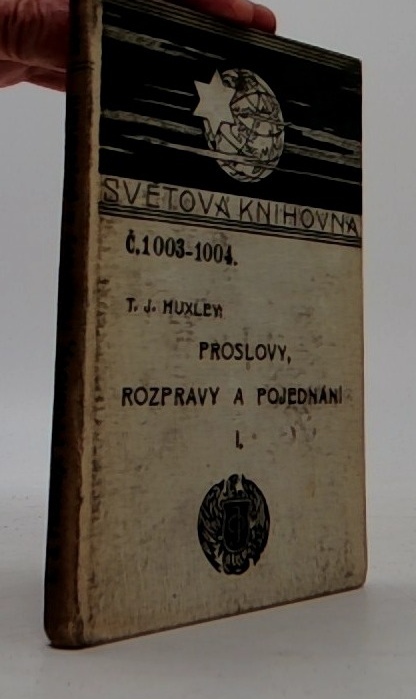 SVĚTOVÁ KNIHOVNA
Č. 1003-1004.
T. J. HUXLEY:
PROSLOVY,
ROZPRAVY A POJEDNÁNÍ
I.